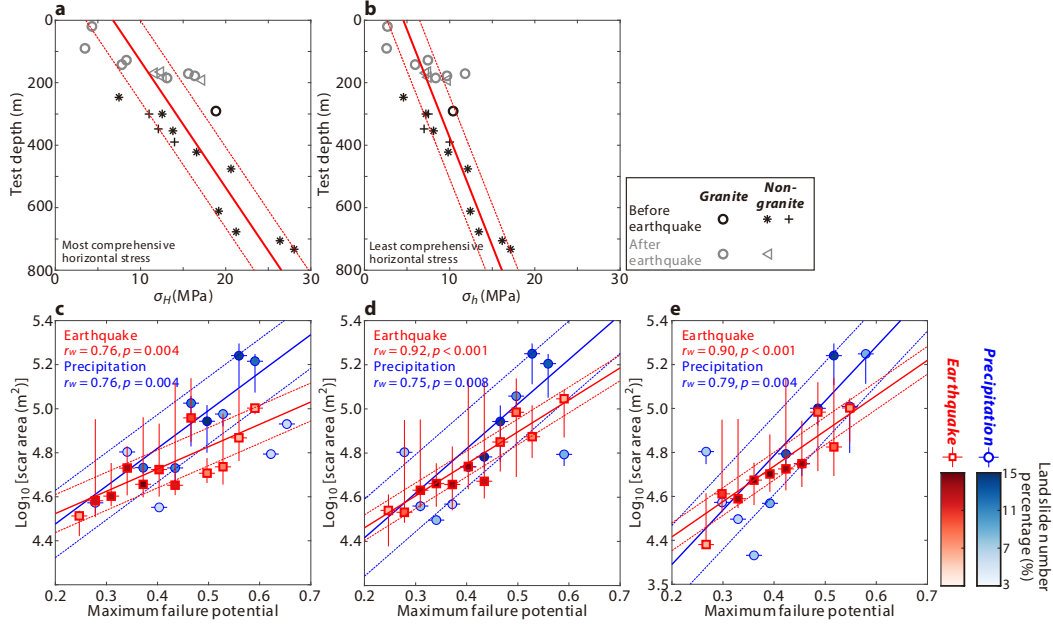 a
b
0
200
400
600
800
Test depth (m)
0
10
20
30
σH(MPa)
Most comprehensive
horizontal stress
0
200
400
600
800
Test depth (m)
0
10
20
30
σh(MPa)
Least comprehensive
horizontal stress
Granite
Non-
granite
Before
earthquake
After
earthquake
c
d
e
5.4
5.2
5.0
4.8
4.6
4.4
Log10 [scar area (m2)]
Earthquake
rw = 0.76, p = 0.004
Precipitation
rw = 0.76, p = 0.004
0.2
0.3
0.4
0.5
0.6
0.7
Maximum failure potential
5.4
5.2
5.0
4.8
4.6
4.4
Log10 [scar area (m2)]
Earthquake
rw = 0.92, p < 0.001
Precipitation
rw = 0.75, p = 0.008
0.2
0.3
0.4
0.5
0.6
0.7
Maximum failure potential
5.4
5.2
5.0
4.8
4.6
4.4
3.5
Log10 [scar area (m2)]
Earthquake
rw = 0.90, p < 0.001
Precipitation
rw = 0.79, p = 0.004
0.2
0.3
0.4
0.5
0.6
0.7
Maximum failure potential
Earthquake
Precipitation
15
11
7
3
Landsliden number
percentage (%)